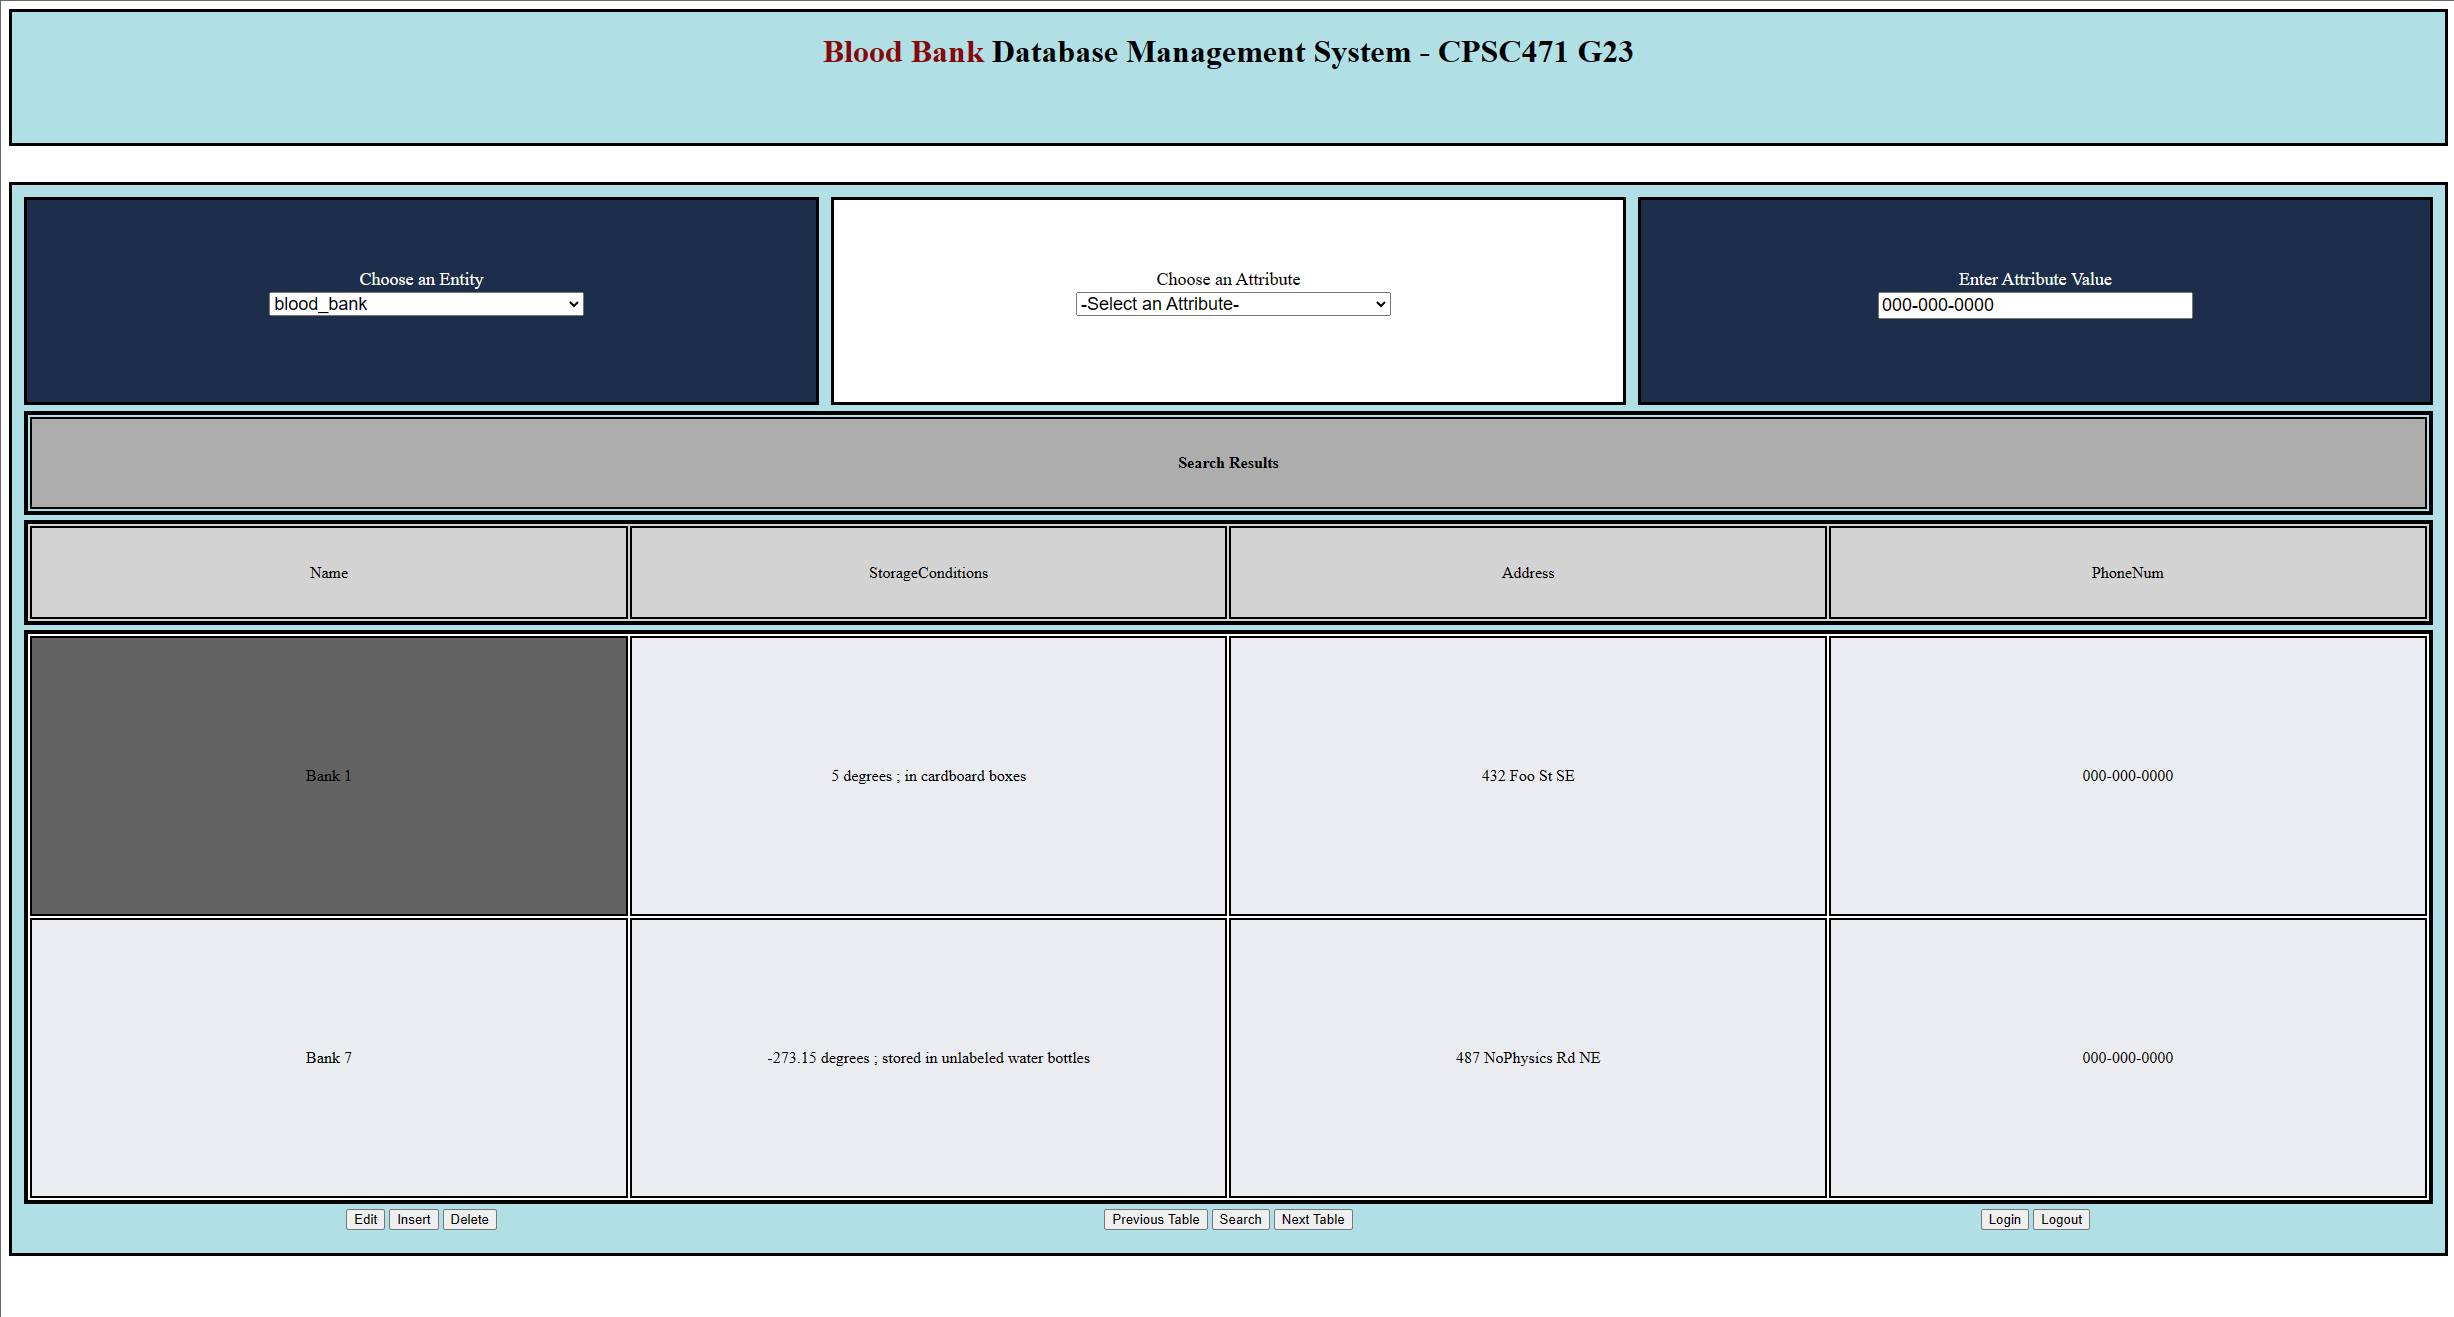 Blood Bank Database Management System - CPSC471 G23
Choose an Entity
blood_bank
Choose an Attribute
-Select an Attribute-
Enter Attribute Value
000-000-0000
Search Results
Name StorageConditions Address PhoneNum
Bank 1 5 degrees ; in cardboard boxes 432 Foo St SE 000-000-0000
Bank 7 -273.15 degrees ; stored in unlabeled water bottles 487 NoPhysics Rd NE 000-000-0000
Edit Insert Delete Previous Table Search Next Table Login Logout